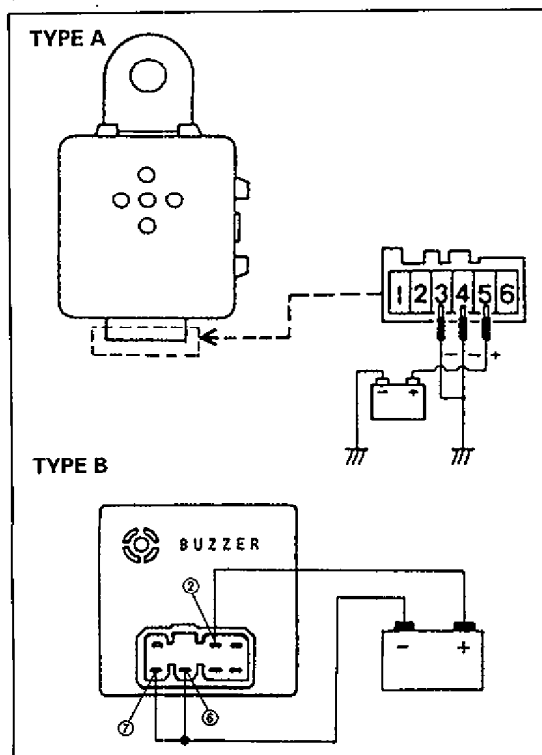 TYPE A
1 2 3 4 5 6
− − +
− +
TYPE B
BUZZER
②
− +
⑦ ⑥